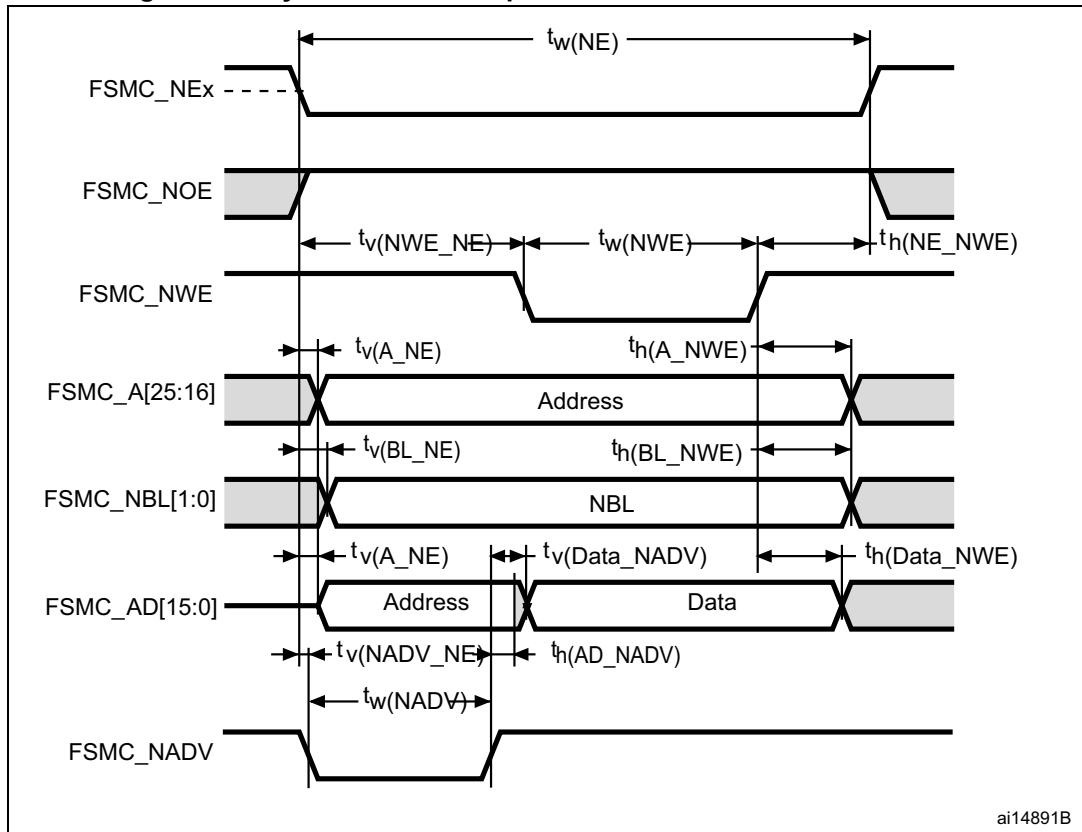 tw(NE)
FSMC_NEx
FSMC_NOE
tv(NWE_NE) tw(NWE) th(NE_NWE)
FSMC_NWE
tv(A_NE) th(A_NWE)
FSMC_A[25:16] Address
tv(BL_NE) th(BL_NWE)
FSMC_NBL[1:0] NBL
tv(A_NE) tv(Data_NADV) th(Data_NWE)
FSMC_AD[15:0] Address Data
tv(NADV_NE) th(AD_NADV)
tw(NADV)
FSMC_NADV
ai14891B